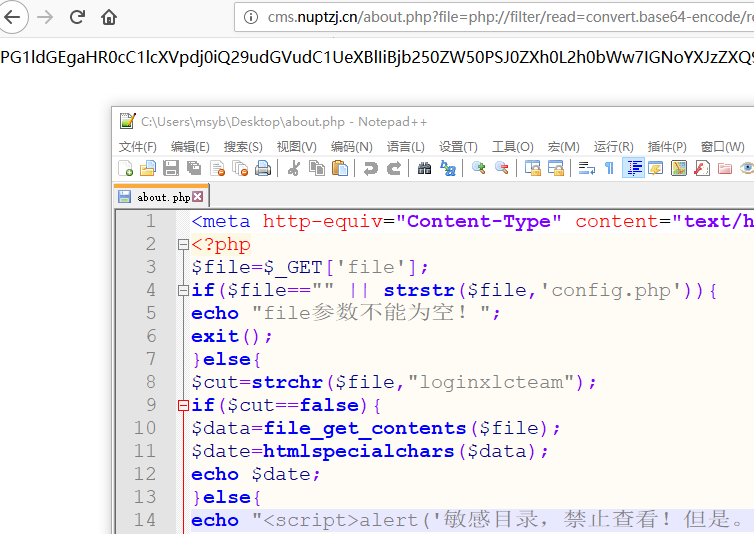 cms.nuptzj.cn/about.php?file=php://filter/read=convert.base64-encode/re
C:\Users\msyb\Desktop\about.php - Notepad++
文件(F) 编辑(E) 搜索(S) 视图(V) 编码(N) 语言(L) 设置(T) 工具(O) 宏(M) 运行(R) 插件(P) 窗口(W)
about.php
1 <meta http-equiv="Content-Type" content="text/h
2 <?php
3 $file=$_GET['file'];
4 if($file=="" || strstr($file,'config.php')){
5 echo "file参数不能为空！";
6 exit();
7 }else{
8 $cut=strchr($file,"loginxlcteam");
9 if($cut==false){
10 $data=file_get_contents($file);
11 $date=htmlspecialchars($data);
12 echo $date;
13 }else{
14 echo "<script>alert('敏感目录，禁止查看！但是。